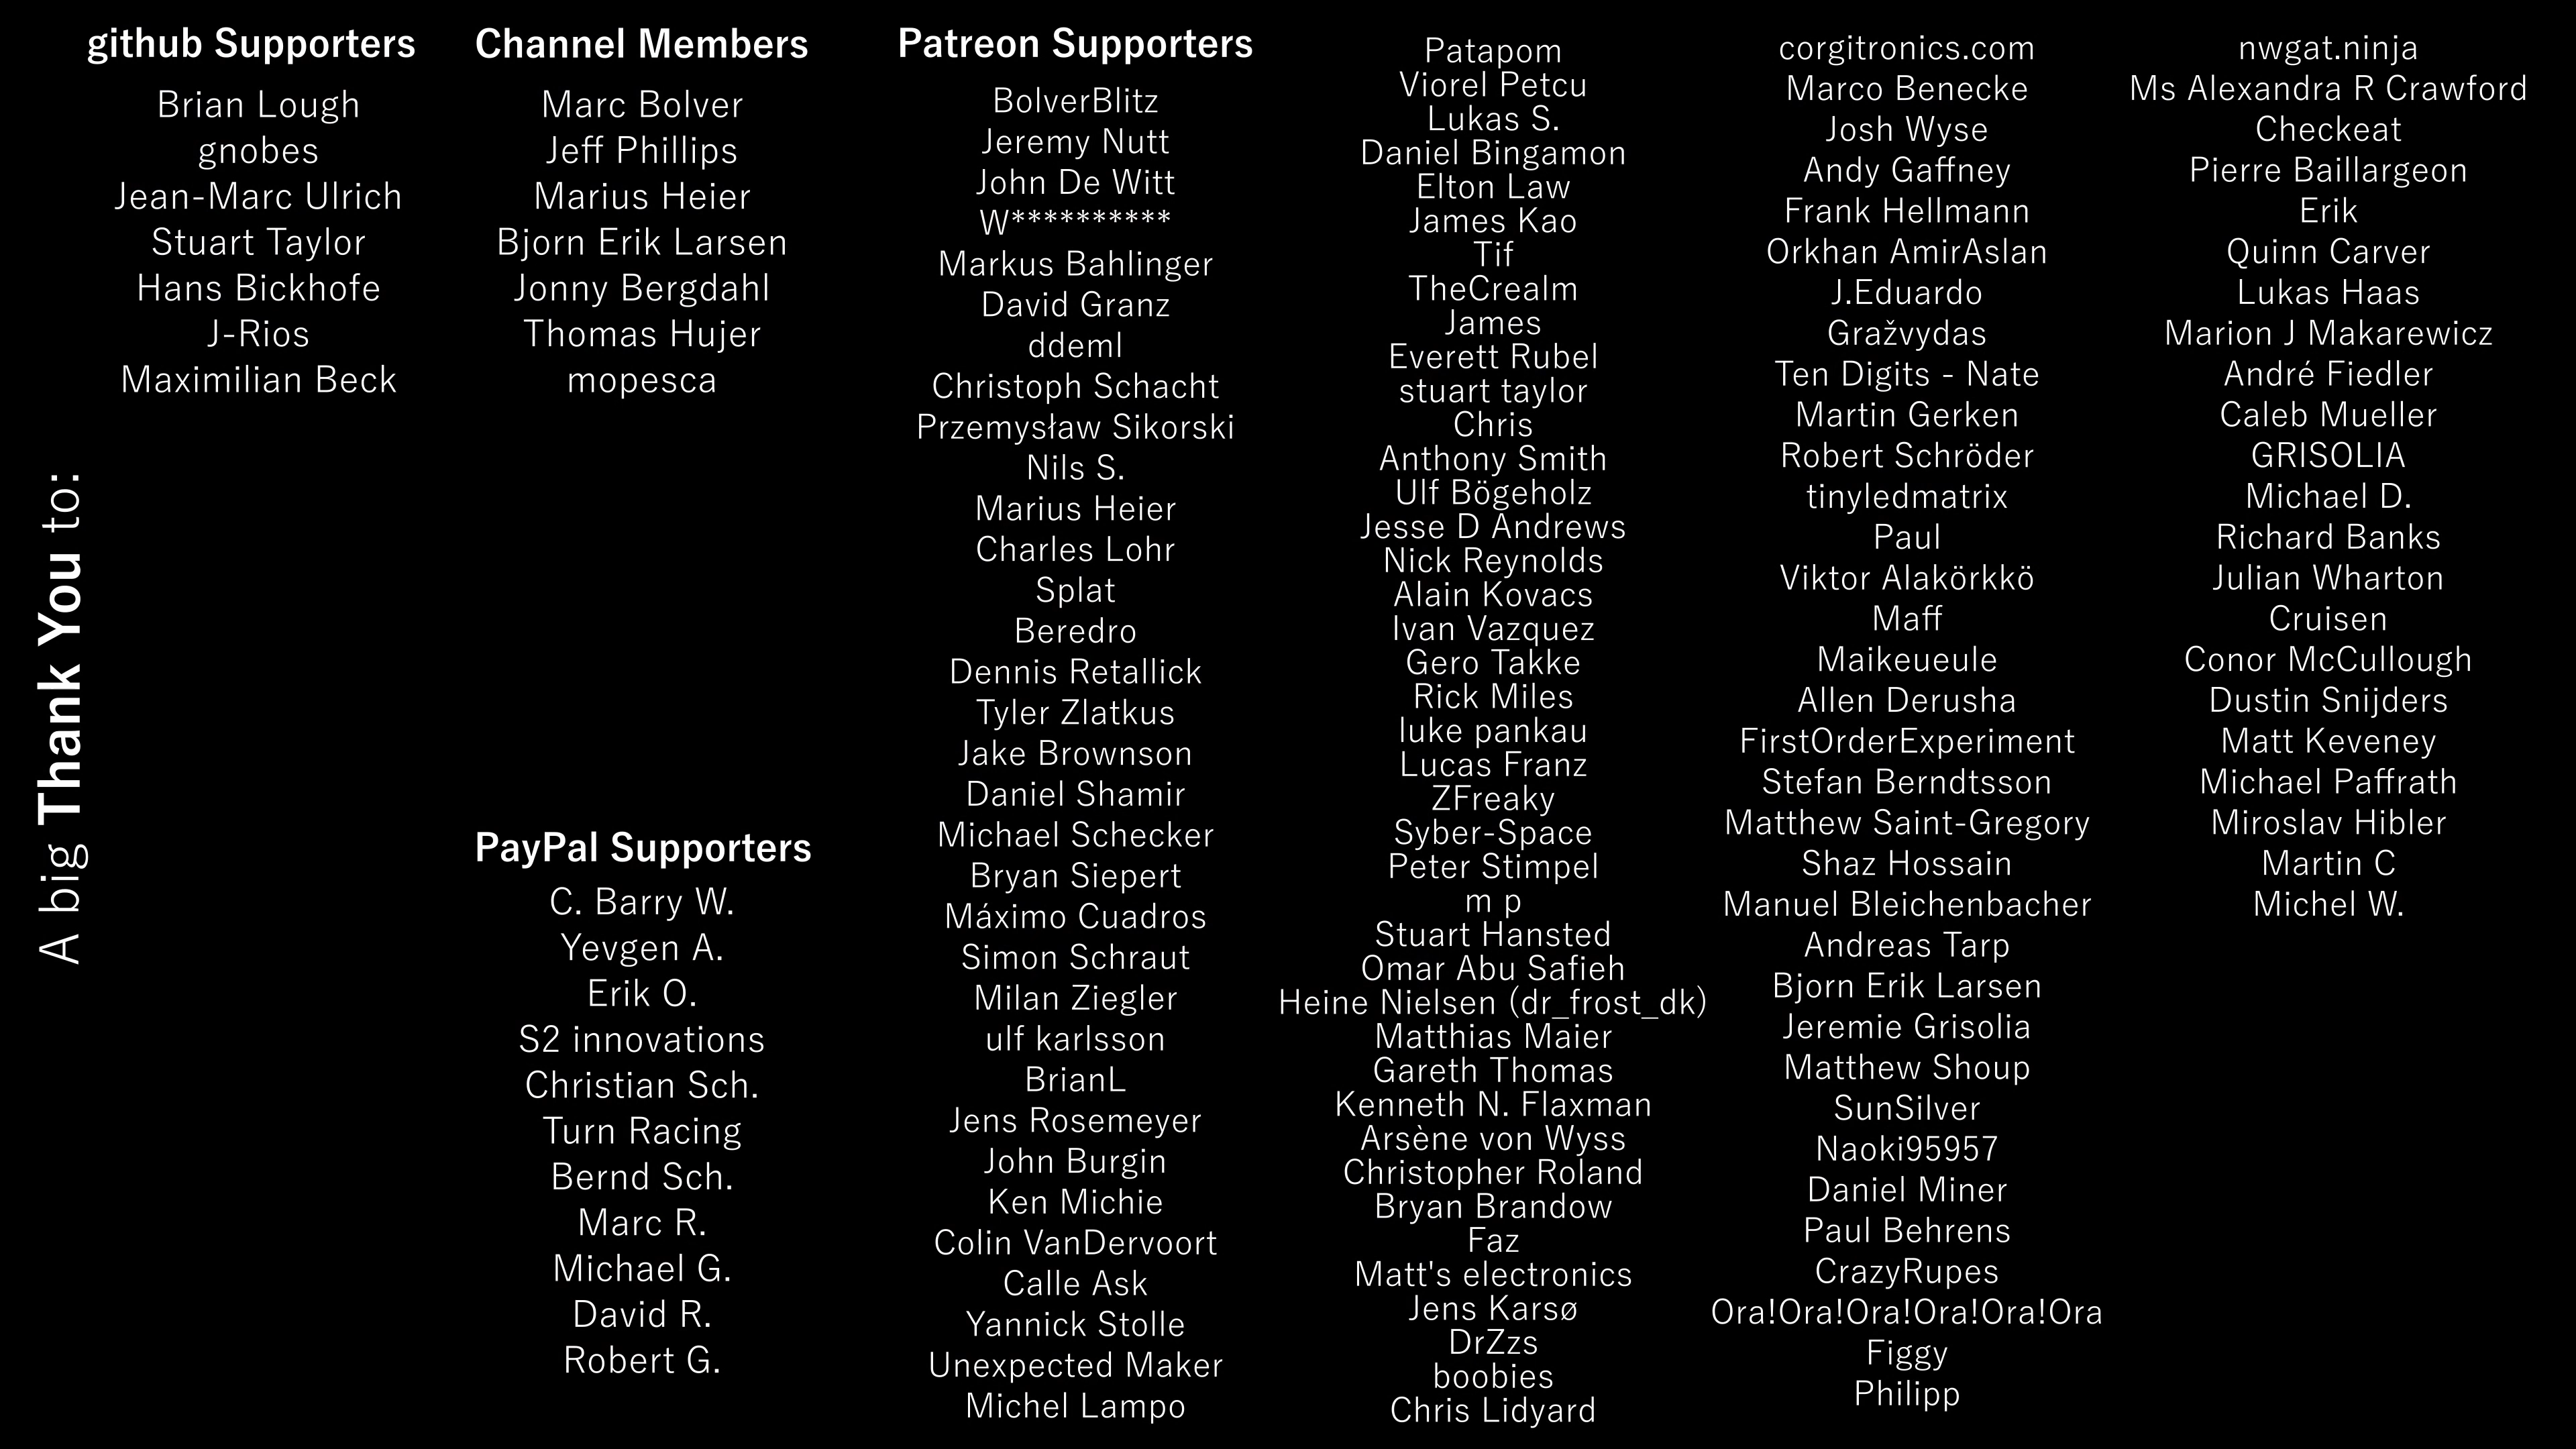 A big Thank You to:
github Supporters
Brian Lough
gnobes
Jean-Marc Ulrich
Stuart Taylor
Hans Bickhofe
J-Rios
Maximilian Beck
Channel Members
Marc Bolver
Jeff Phillips
Marius Heier
Bjorn Erik Larsen
Jonny Bergdahl
Thomas Hujer
mopesca
PayPal Supporters
C. Barry W.
Yevgen A.
Erik O.
S2 innovations
Christian Sch.
Turn Racing
Bernd Sch.
Marc R.
Michael G.
David R.
Robert G.
Patreon Supporters
BolverBlitz
Jeremy Nutt
John De Witt
W**********
Markus Bahlinger
David Granz
ddeml
Christoph Schacht
Przemysław Sikorski
Nils S.
Marius Heier
Charles Lohr
Splat
Beredro
Dennis Retallick
Tyler Zlatkus
Jake Brownson
Daniel Shamir
Michael Schecker
Bryan Siepert
Máximo Cuadros
Simon Schraut
Milan Ziegler
ulf karlsson
BrianL
Jens Rosemeyer
John Burgin
Ken Michie
Colin VanDervoort
Calle Ask
Yannick Stolle
Unexpected Maker
Michel Lampo
Patapom
Viorel Petcu
Lukas S.
Daniel Bingamon
Elton Law
James Kao
Tif
TheCrealm
James
Everett Rubel
stuart taylor
Chris
Anthony Smith
Ulf Bögeholz
Jesse D Andrews
Nick Reynolds
Alain Kovacs
Ivan Vazquez
Gero Takke
Rick Miles
luke pankau
Lucas Franz
ZFreaky
Syber-Space
Peter Stimpel
m p
Stuart Hansted
Omar Abu Safieh
Heine Nielsen (dr_frost_dk)
Matthias Maier
Gareth Thomas
Kenneth N. Flaxman
Arsène von Wyss
Christopher Roland
Bryan Brandow
Faz
Matt's electronics
Jens Karsø
DrZzs
boobies
Chris Lidyard
corgitronics.com
Marco Benecke
Josh Wyse
Andy Gaffney
Frank Hellmann
Orkhan AmirAslan
J.Eduardo
Gražvydas
Ten Digits - Nate
Martin Gerken
Robert Schröder
tinyledmatrix
Paul
Viktor Alakörkkö
Maff
Maikeueule
Allen Derusha
FirstOrderExperiment
Stefan Berndtsson
Matthew Saint-Gregory
Shaz Hossain
Manuel Bleichenbacher
Andreas Tarp
Bjorn Erik Larsen
Jeremie Grisolia
Matthew Shoup
SunSilver
Naoki95957
Daniel Miner
Paul Behrens
CrazyRupes
Ora!Ora!Ora!Ora!Ora!Ora
Figgy
Philipp
nwgat.ninja
Ms Alexandra R Crawford
Checkeat
Pierre Baillargeon
Erik
Quinn Carver
Lukas Haas
Marion J Makarewicz
André Fiedler
Caleb Mueller
GRISOLIA
Michael D.
Richard Banks
Julian Wharton
Cruisen
Conor McCullough
Dustin Snijders
Matt Keveney
Michael Paffrath
Miroslav Hibler
Martin C
Michel W.